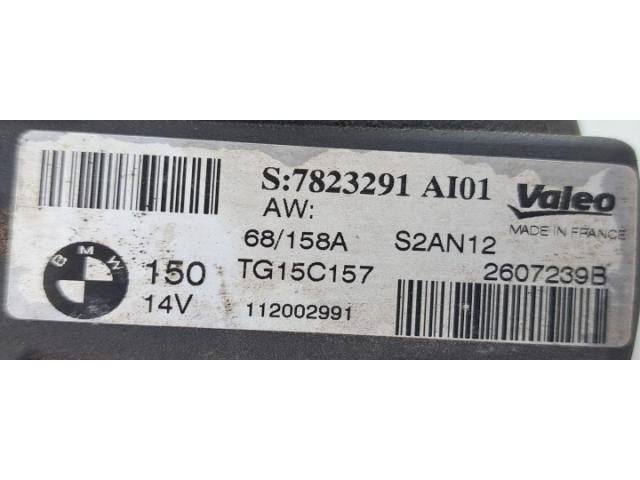 S:7823291 AI01
Valeo
MADE IN FRANCE
AW:
68/158A S2AN12
BMW
150 TG15C157 2607239B
14V 112002991